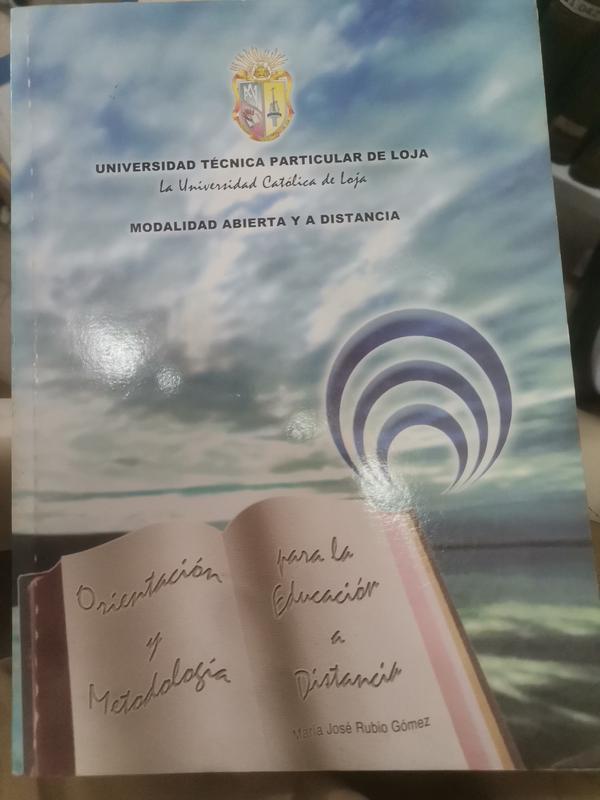 UNIVERSIDAD TÉCNICA PARTICULAR DE LOJA
La Universidad Católica de Loja
MODALIDAD ABIERTA Y A DISTANCIA
Orientación
y
Metodología
para la
Educación
a
Distancia
María José Rubio Gómez